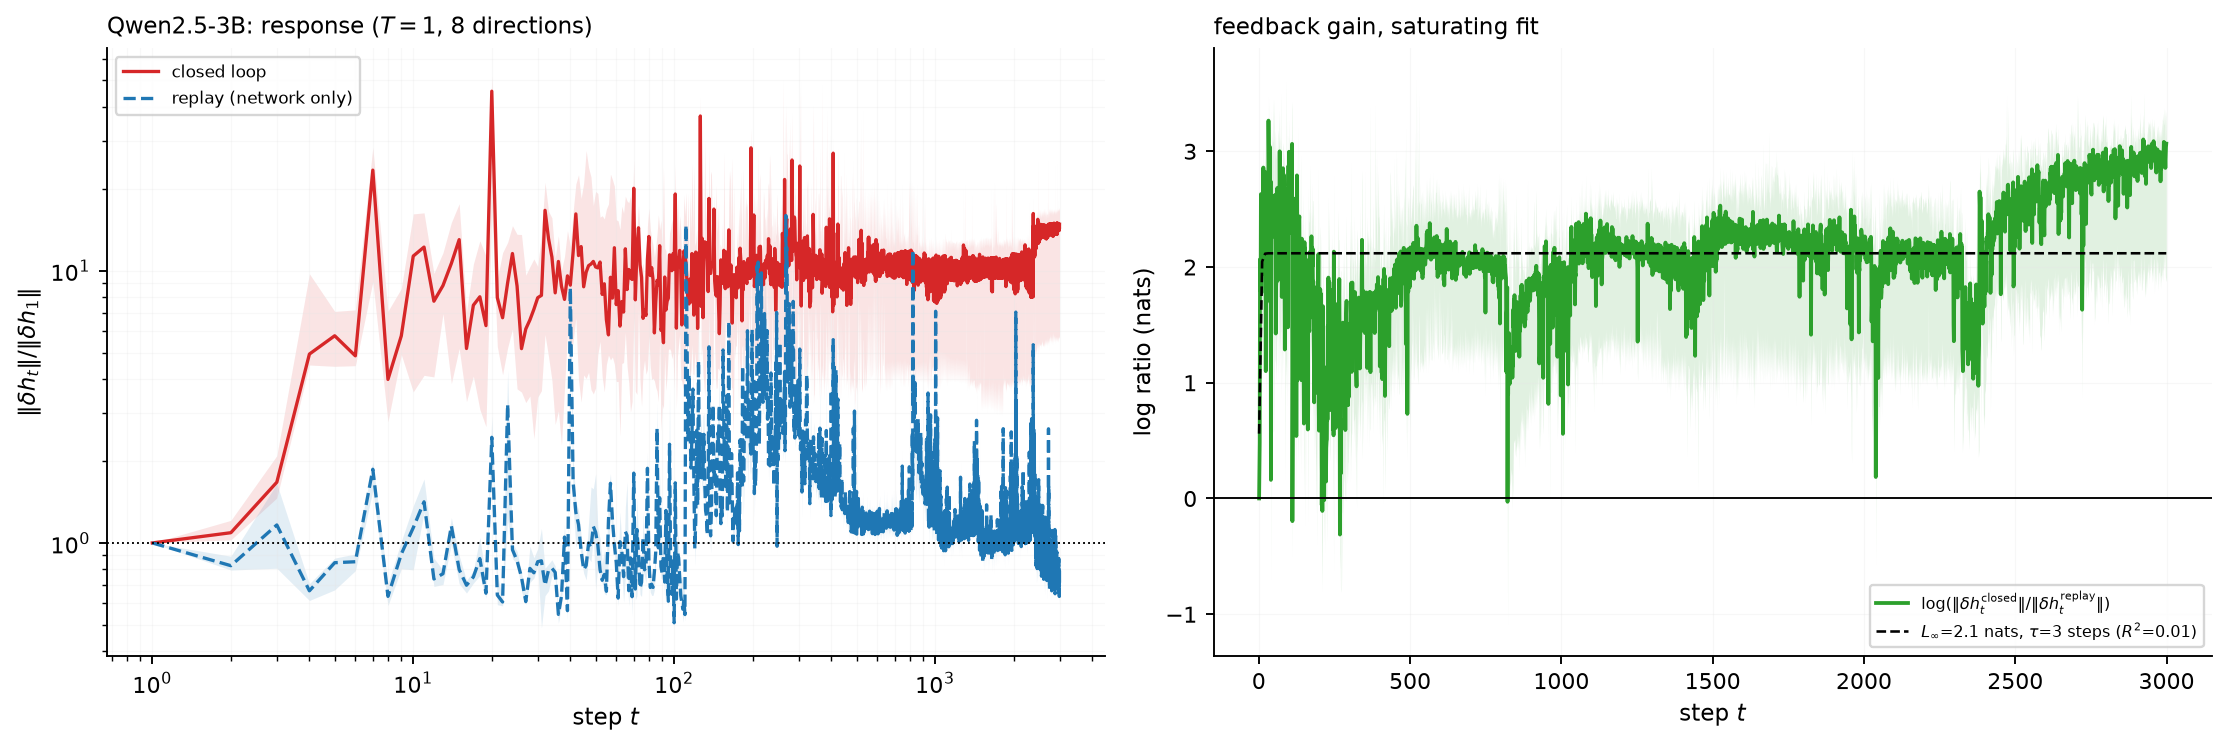 Qwen2.5-3B: response (T = 1, 8 directions)
closed loop
replay (network only)
‖δh_t‖/‖δh_1‖
10^1
10^0
10^0 10^1 10^2 10^3
step t
feedback gain, saturating fit
log ratio (nats)
3
2
1
0
−1
log(‖δh_t^closed‖/‖δh_t^replay‖)
L_∞=2.1 nats, τ=3 steps (R^2=0.01)
0 500 1000 1500 2000 2500 3000
step t